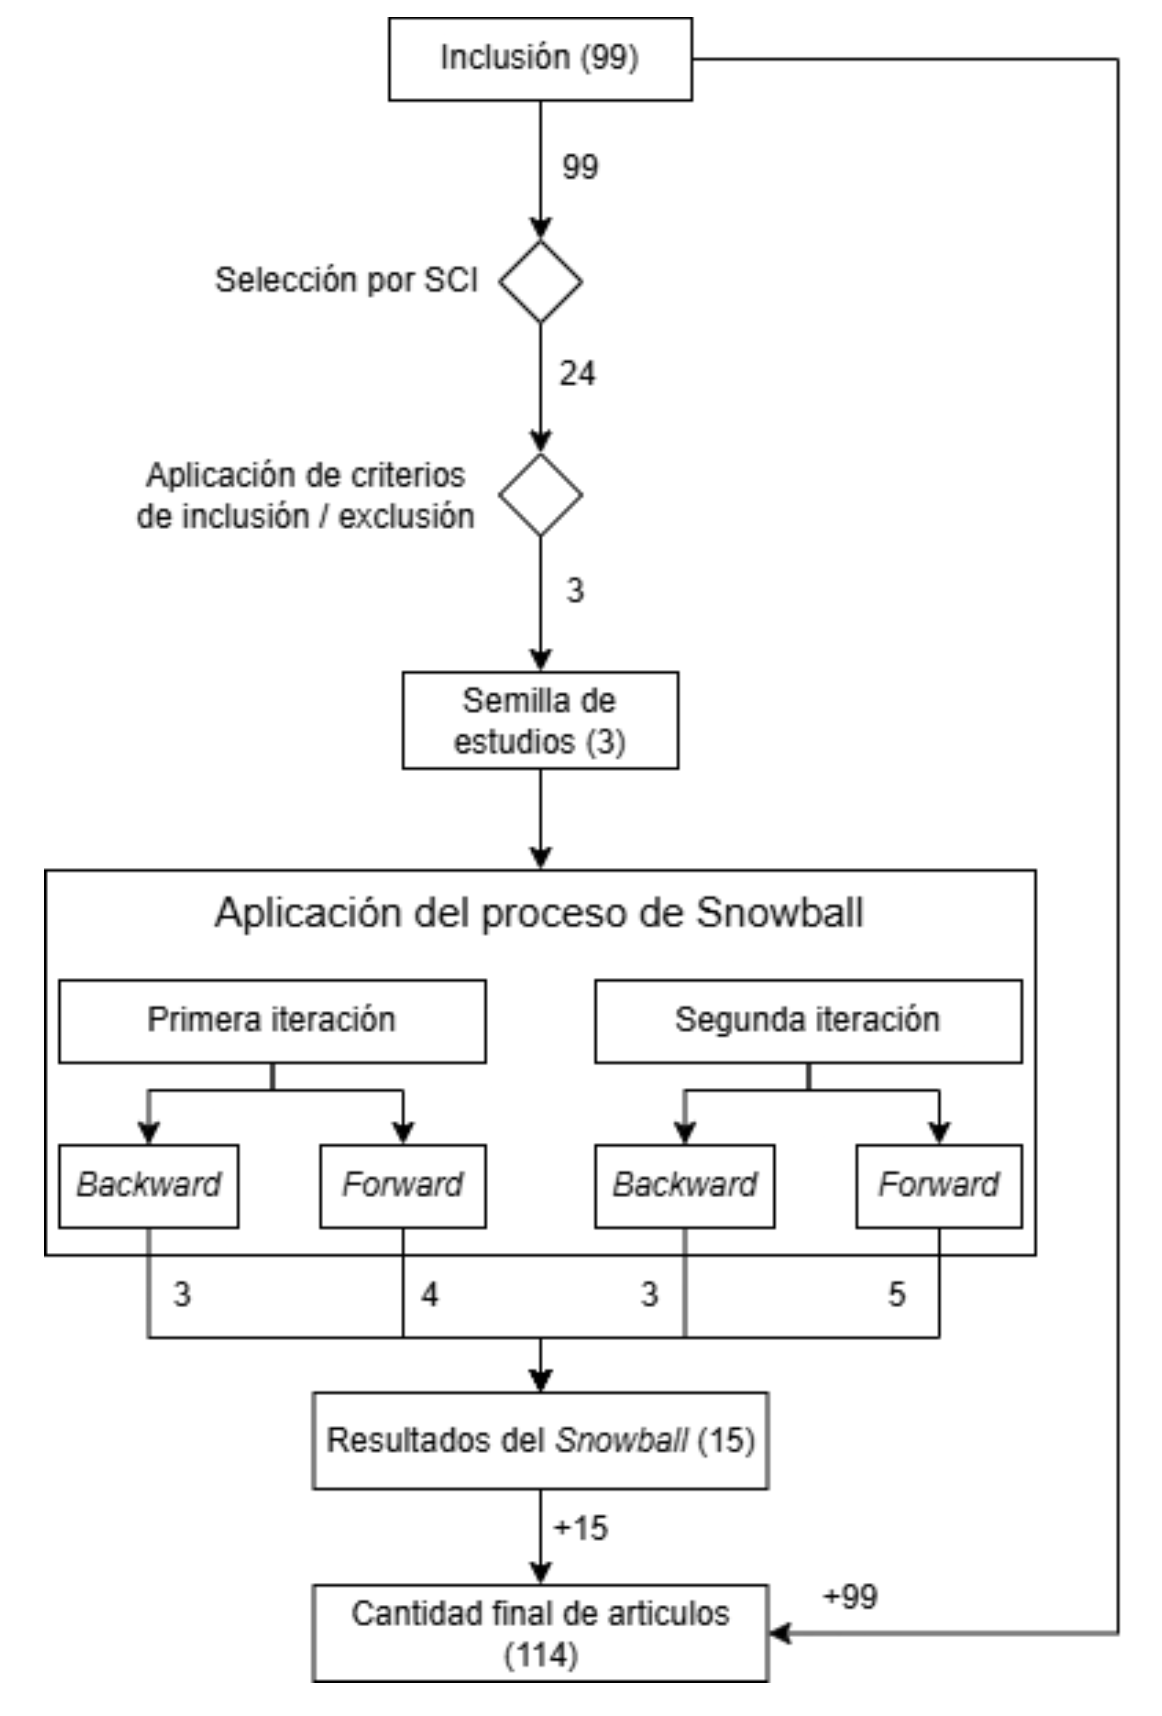 Inclusión (99)
99
Selección por SCI
24
Aplicación de criterios
de inclusión / exclusión
3
Semilla de
estudios (3)
Aplicación del proceso de Snowball
Primera iteración
Segunda iteración
Backward
Forward
Backward
Forward
3
4
3
5
Resultados del Snowball (15)
+15
+99
Cantidad final de articulos
(114)